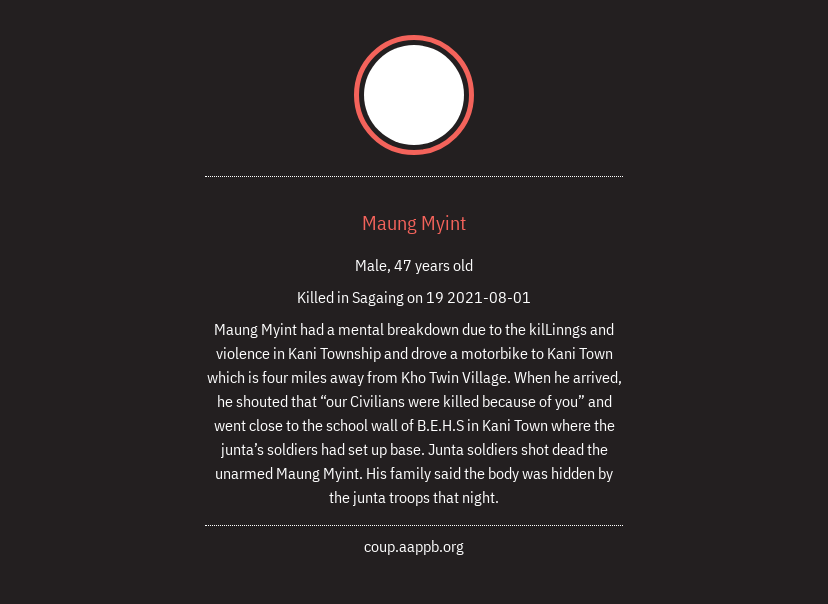 Maung Myint
Male, 47 years old
Killed in Sagaing on 19 2021-08-01
Maung Myint had a mental breakdown due to the kilLinngs and
violence in Kani Township and drove a motorbike to Kani Town
which is four miles away from Kho Twin Village. When he arrived,
he shouted that “our Civilians were killed because of you” and
went close to the school wall of B.E.H.S in Kani Town where the
junta’s soldiers had set up base. Junta soldiers shot dead the
unarmed Maung Myint. His family said the body was hidden by
the junta troops that night.
coup.aappb.org